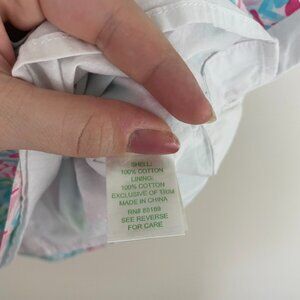 SHELL:
100% COTTON
LINING:
100% COTTON
EXCLUSIVE OF TRIM
MADE IN CHINA
RN# 85189
SEE REVERSE
FOR CARE